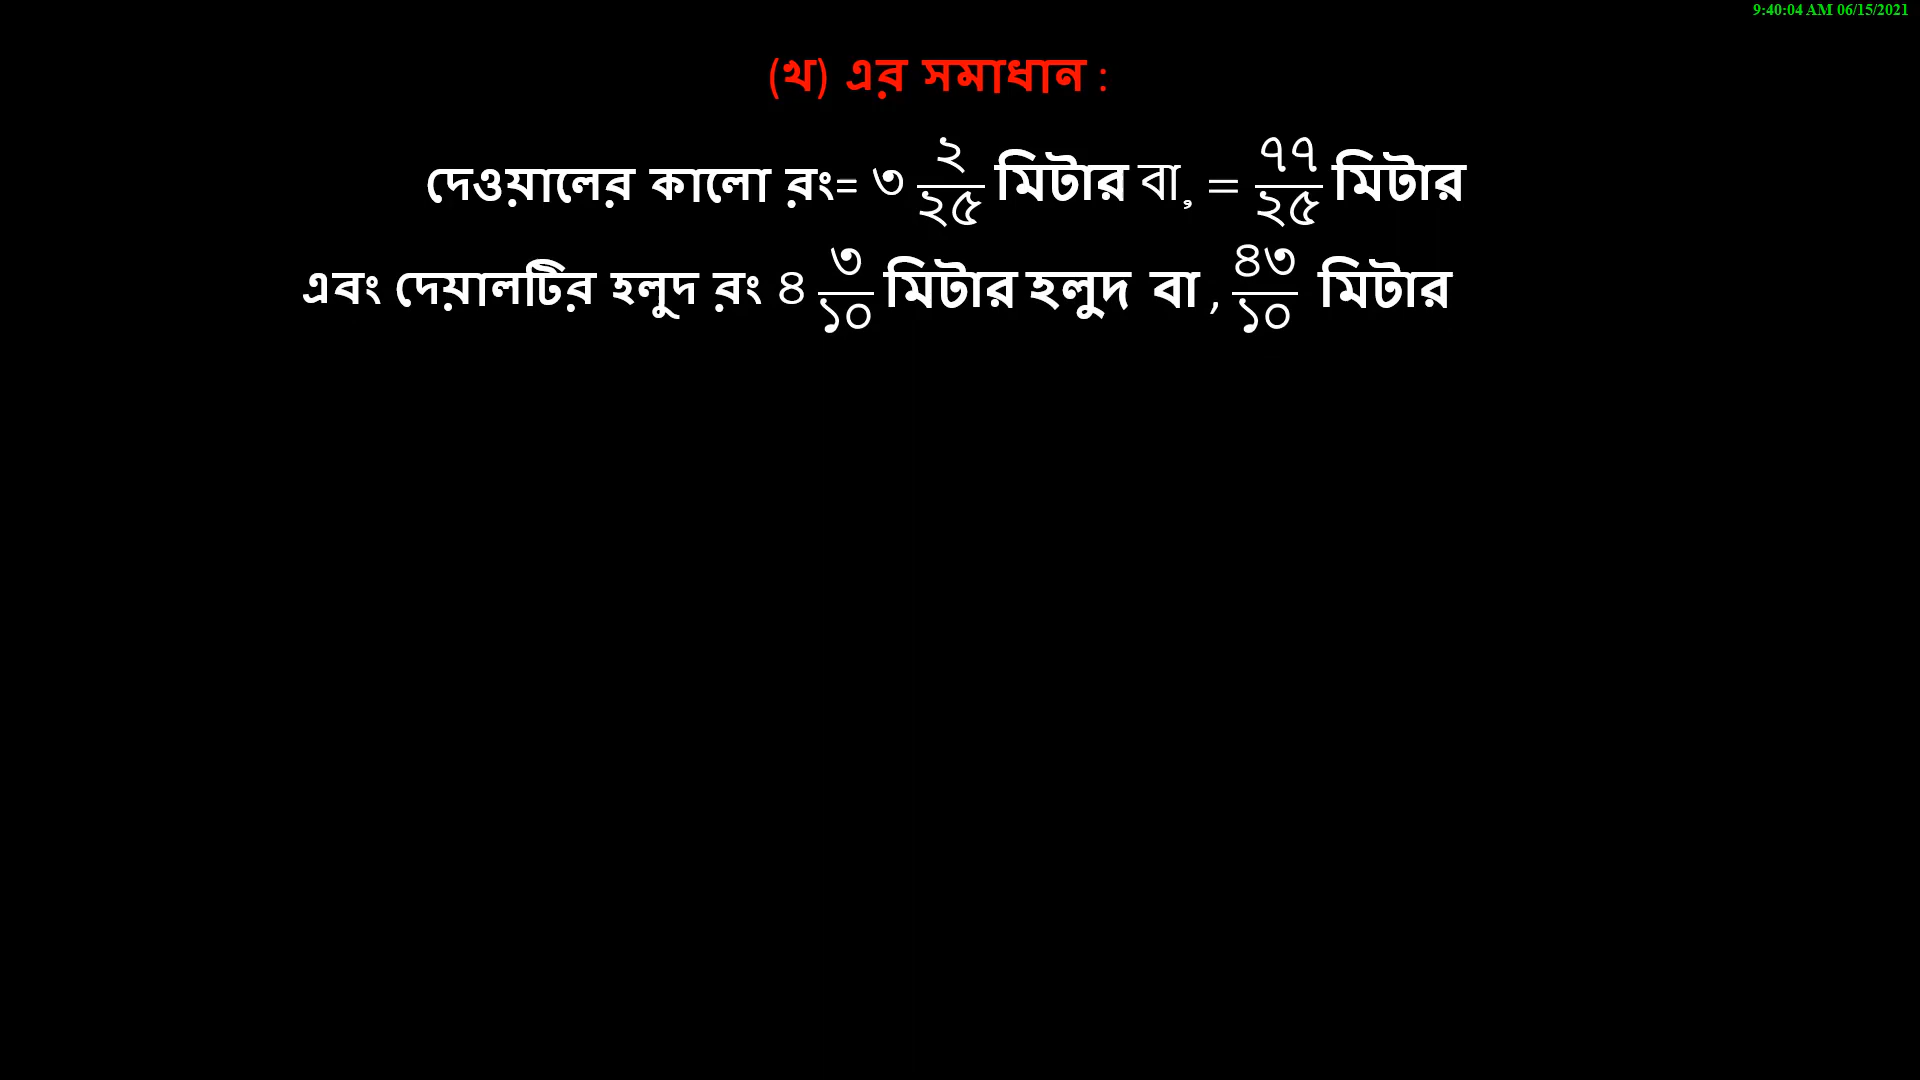 9:40:04 AM 06/15/2021
(খ) এর সমাধান :
দেওয়ালের কালো রং= ৩ ২/২৫ মিটার বা, = ৭৭/২৫ মিটার
এবং দেয়ালটির হলুদ রং ৪ ৩/১০ মিটার হলুদ বা , ৪৩/১০ মিটার